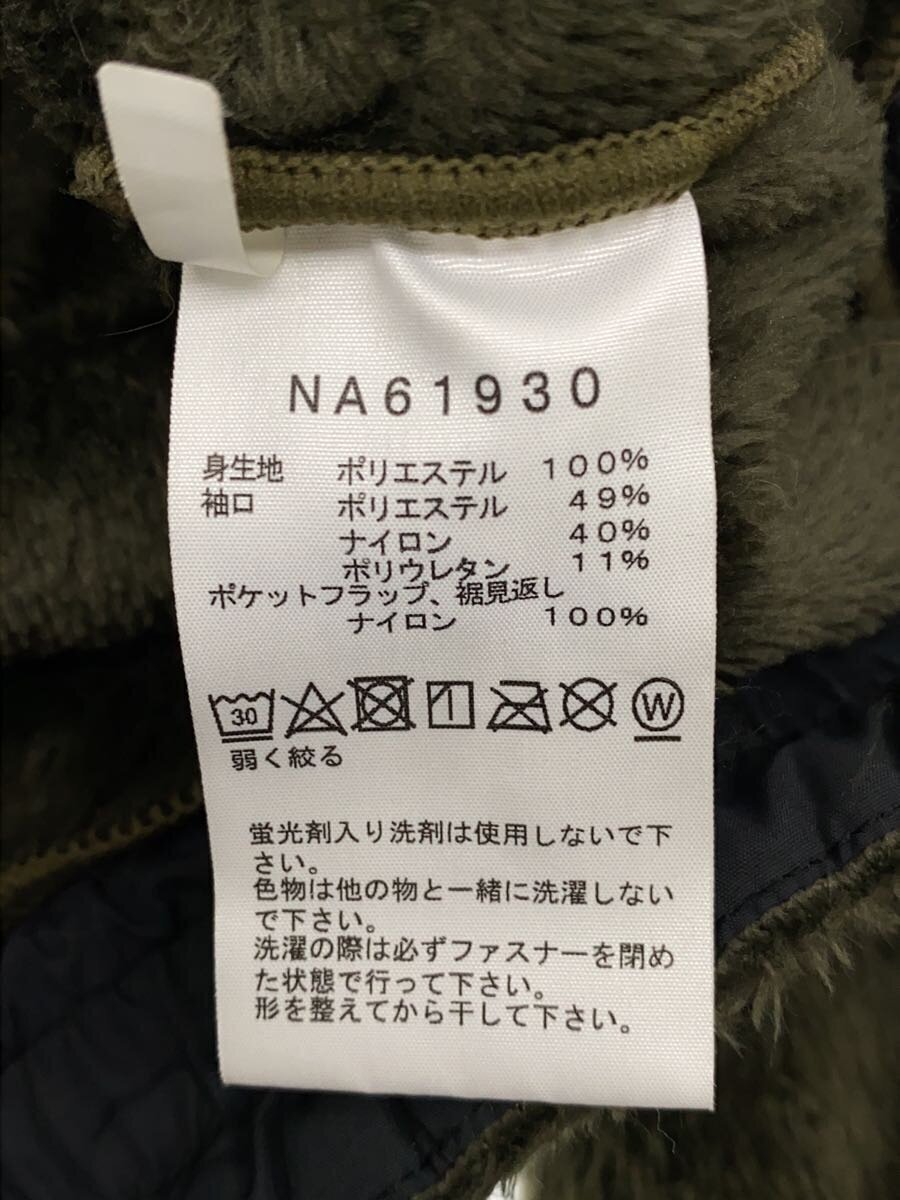 NA61930
身生地 ポリエステル 100%
袖口 ポリエステル 49%
ナイロン 40%
ポリウレタン 11%
ポケットフラップ、裾見返し
ナイロン 100%
30 W
弱く絞る
蛍光剤入り洗剤は使用しないで下
さい。
色物は他の物と一緒に洗濯しない
で下さい。
洗濯の際は必ずファスナーを閉め
た状態で行って下さい。
形を整えてから干して下さい。